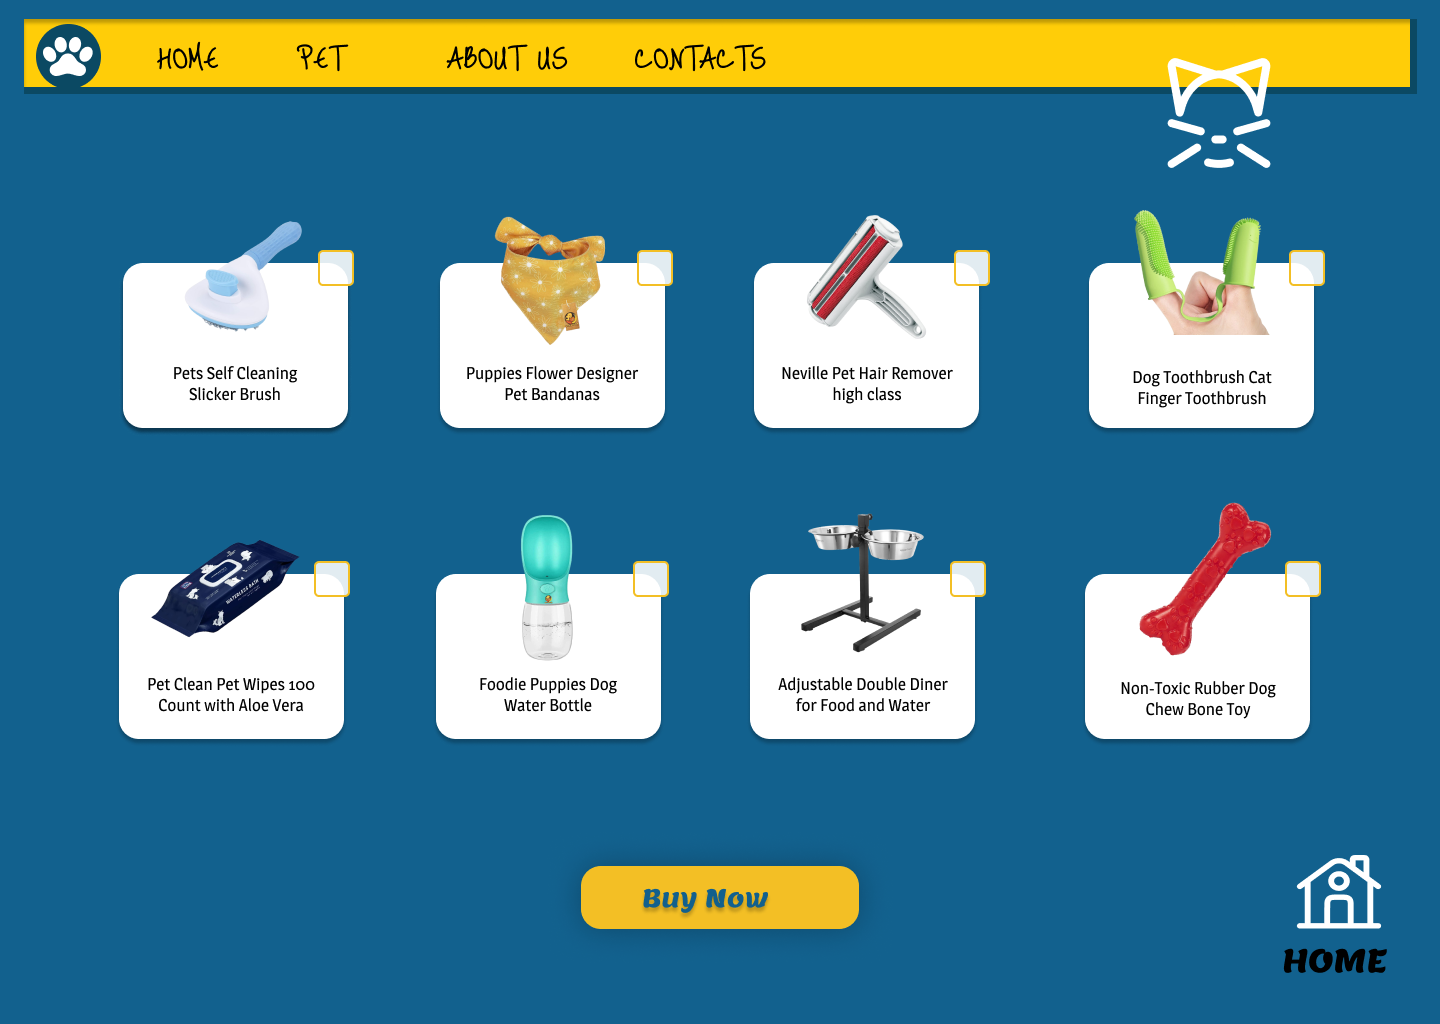 HOME PET ABOUT US CONTACTS
Pets Self Cleaning
Slicker Brush
Puppies Flower Designer
Pet Bandanas
Neville Pet Hair Remover
high class
Dog Toothbrush Cat
Finger Toothbrush
WATERLESS BATH
Pet Clean Pet Wipes 100
Count with Aloe Vera
Foodie Puppies Dog
Water Bottle
Adjustable Double Diner
for Food and Water
Non-Toxic Rubber Dog
Chew Bone Toy
Buy Now
HOME